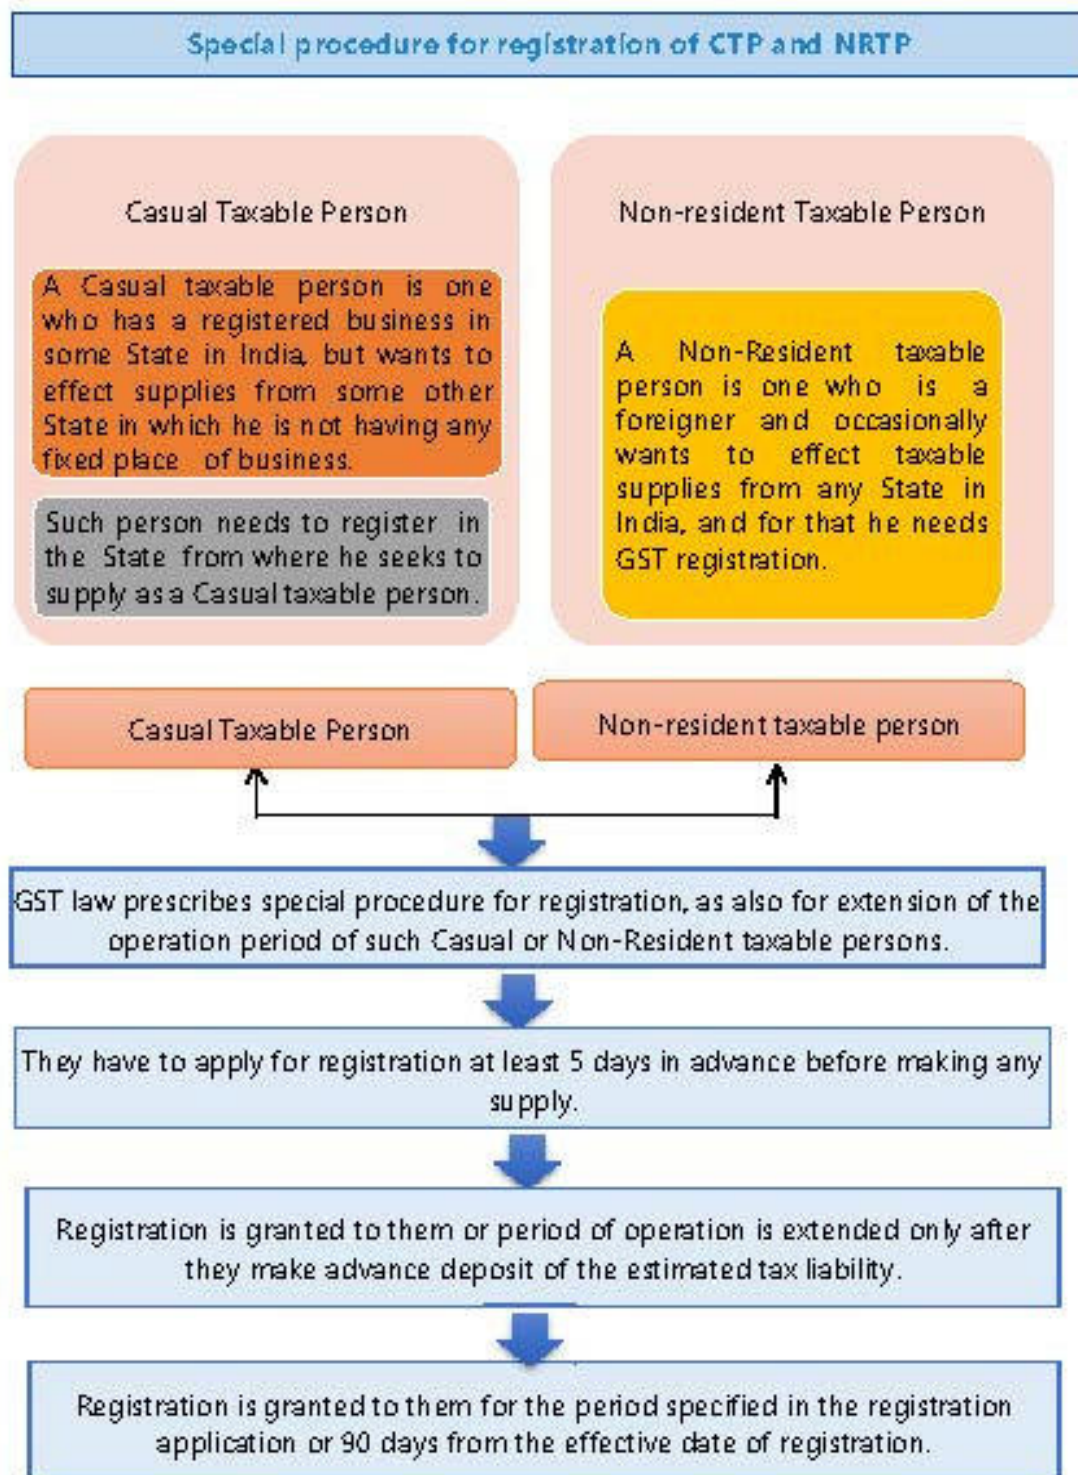 Special procedure for registration of CTP and NRTP
Casual Taxable Person
A Casual taxable person is one
who has a registered business in
some State in India, but wants to
effect supplies from some other
State in which he is not having any
fixed place of business.
Such person needs to register in
the State from where he seeks to
supply as a Casual taxable person.
Non-resident Taxable Person
A Non-Resident taxable
person is one who is a
foreigner and occasionally
wants to effect taxable
supplies from any State in
India, and for that he needs
GST registration.
Casual Taxable Person
Non-resident taxable person
GST law prescribes special procedure for registration, as also for extension of the
operation period of such Casual or Non-Resident taxable persons.
They have to apply for registration at least 5 days in advance before making any
supply.
Registration is granted to them or period of operation is extended only after
they make advance deposit of the estimated tax liability.
Registration is granted to them for the period specified in the registration
application or 90 days from the effective date of registration.